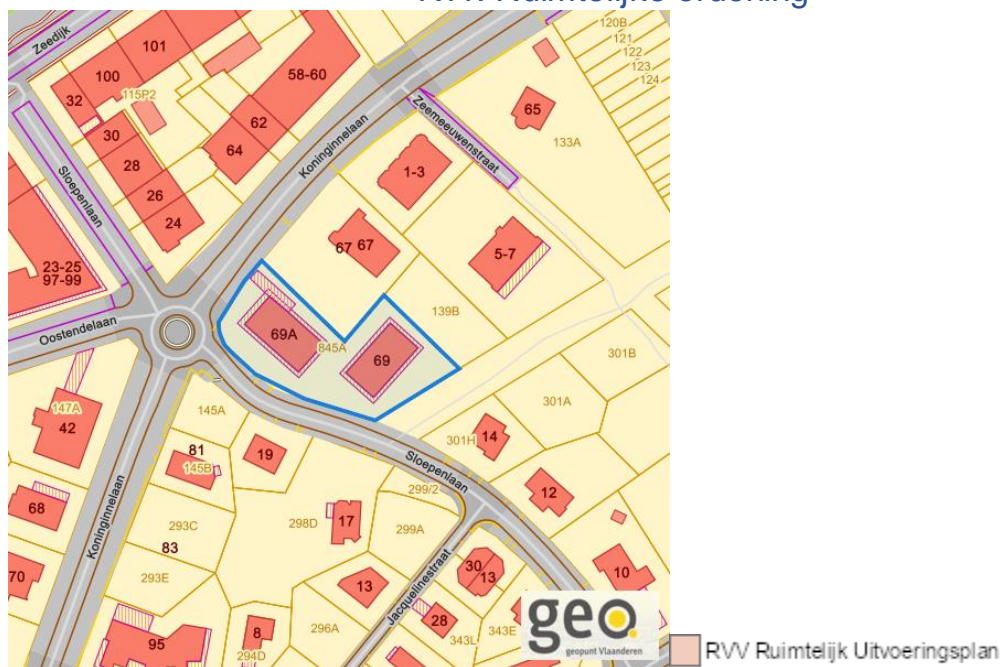 Zeedijk
101
100
58-60
32
115P2
30
62
28
64
26
24
Sloepenlaan
Koninginnelaan
Zeemeeuwenstraat
120B
121
122
123
124
65
133A
1-3
67 67
5-7
23-25
97-99
Oostendelaan
139B
69A
845A
69
301B
301A
147A
42
145A
81
145B
19
301H
14
Sloepenlaan
68
293C
83
298D
17
299/2
299A
12
Koninginnelaan
70
293E
13
Jacquelinestraat
30
13
10
95
8
294D
296A
28
343L
343E
geo
geopunt Vlaanderen
RVV Ruimtelijk Uitvoeringsplan